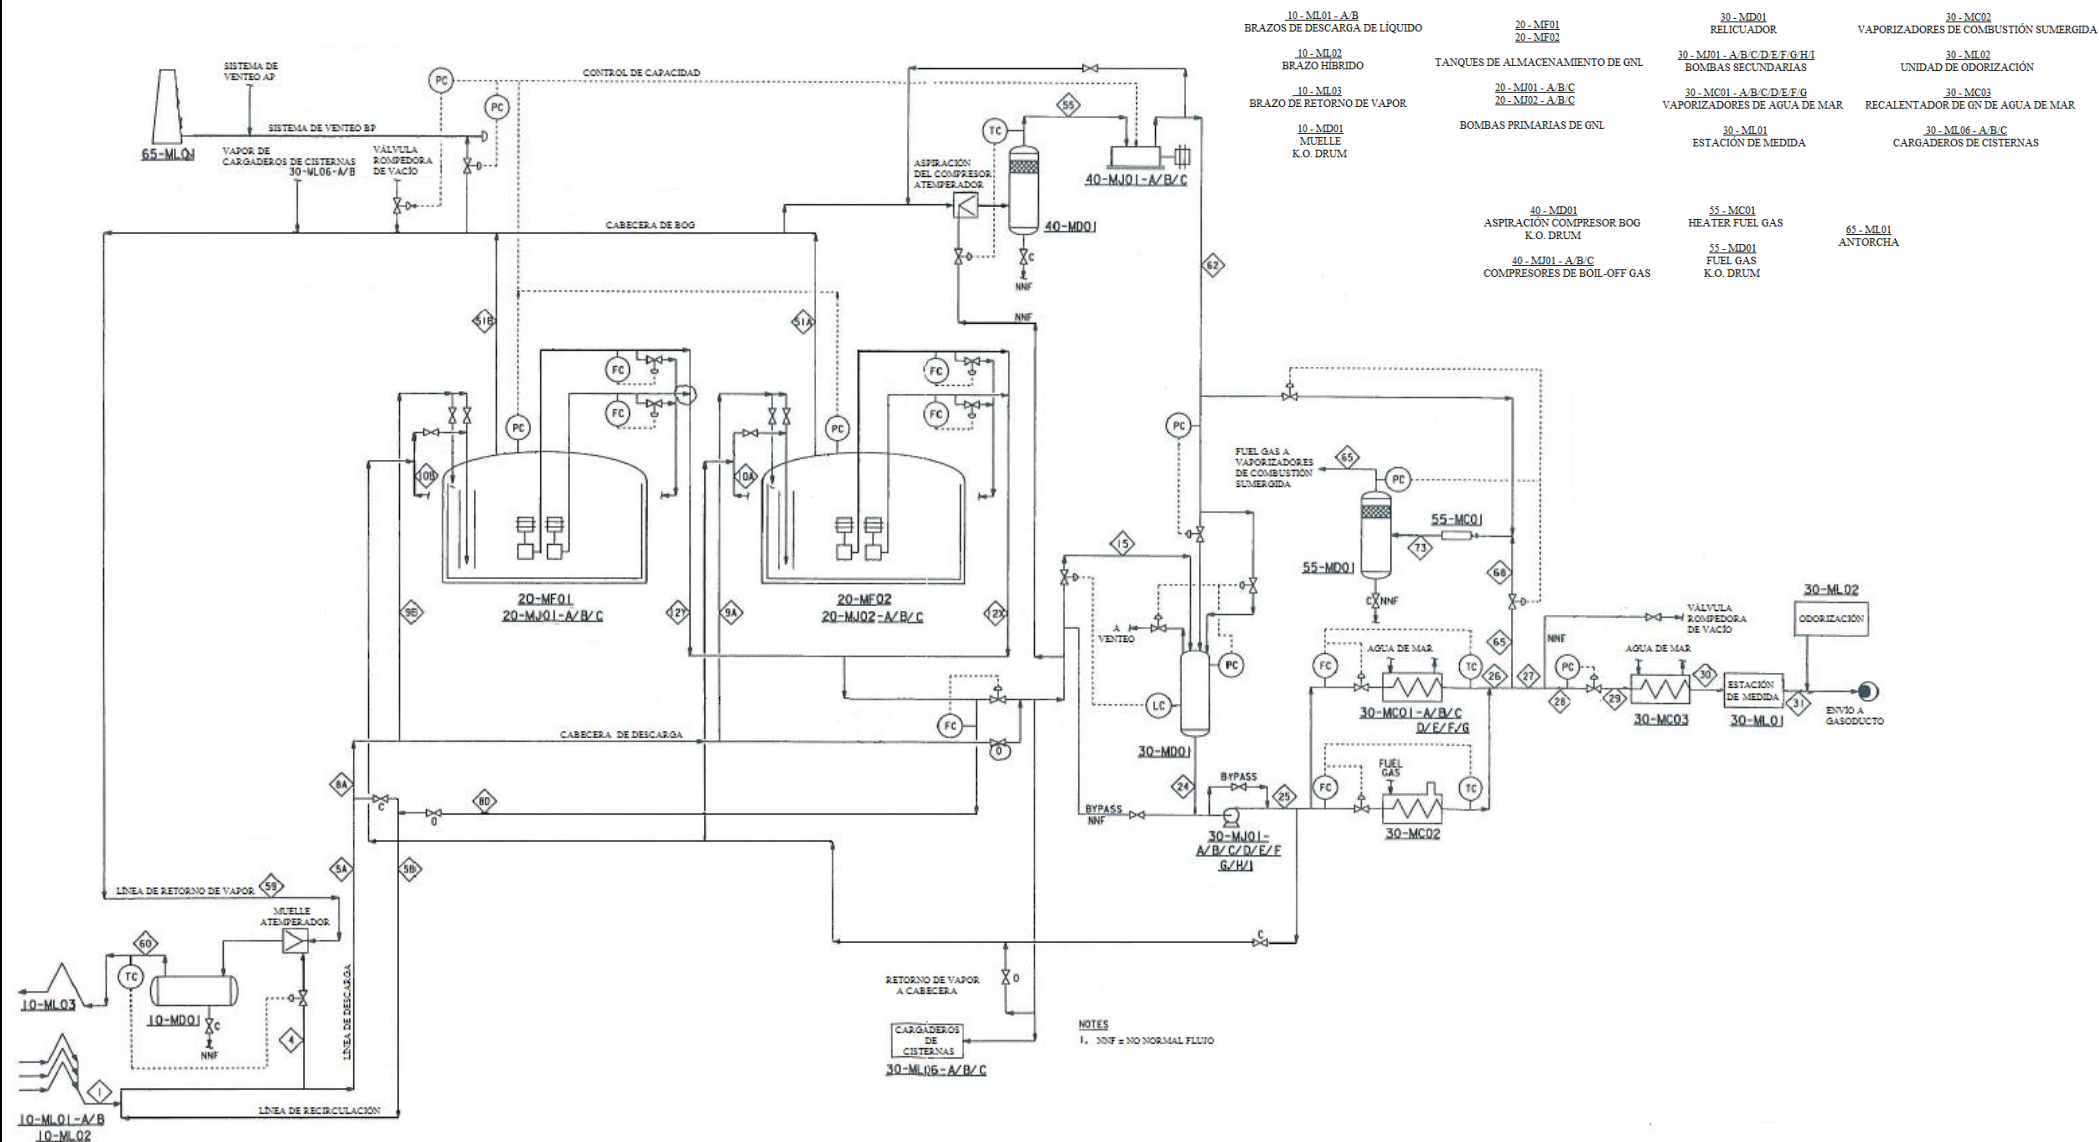 10 - ML01 - A/B
BRAZOS DE DESCARGA DE LÍQUIDO
10 - ML02
BRAZO HÍBRIDO
10 - ML03
BRAZO DE RETORNO DE VAPOR
10 - MD01
MUELLE
K.O. DRUM
20 - MF01
20 - MF02
TANQUES DE ALMACENAMIENTO DE GNL
20 - MJ01 - A/B/C
20 - MJ02 - A/B/C
BOMBAS PRIMARIAS DE GNL
30 - MD01
RELICUADOR
30 - MJ01 - A/B/C/D/E/F/G/H/I
BOMBAS SECUNDARIAS
30 - MC01 - A/B/C/D/E/F/G
VAPORIZADORES DE AGUA DE MAR
30 - ML01
ESTACIÓN DE MEDIDA
30 - MC02
VAPORIZADORES DE COMBUSTIÓN SUMERGIDA
30 - ML02
UNIDAD DE ODORIZACIÓN
30 - MC03
RECALENTADOR DE GN DE AGUA DE MAR
30 - ML06 - A/B/C
CARGADEROS DE CISTERNAS
40 - MD01
ASPIRACIÓN COMPRESOR BOG
K.O. DRUM
40 - MJ01 - A/B/C
COMPRESORES DE BOIL-OFF GAS
55 - MC01
HEATER FUEL GAS
55 - MD01
FUEL GAS
K.O. DRUM
65 - ML01
ANTORCHA
SISTEMA DE
VENTEO AP
PC
CONTROL DE CAPACIDAD
PC
SISTEMA DE VENTEO BP
65-ML01
VAPOR DE
CARGADEROS DE CISTERNAS
30-ML06-A/B
VÁLVULA
ROMPEDORA
DE VACÍO
CABECERA DE BOG
ASPIRACIÓN
DEL COMPRESOR
ATEMPERADOR
TC
55
40-MJ01-A/B/C
40-MD01
C
NNF
NNF
62
51B
51A
FC
FC
FC
FC
PC
PC
10B
10A
20-MF01
20-MJ01-A/B/C
20-MF02
20-MJ02-A/B/C
9B
12Y
9A
12X
PC
FUEL GAS A
VAPORIZADORES
DE COMBUSTIÓN
SUMERGIDA
65
PC
55-MC01
73
55-MD01
C
NNF
68
15
A
VENTEO
PC
LC
30-MD01
65
FC
AGUA DE MAR
TC
26
27
30-MC01-A/B/C
D/E/F/G
NNF
VÁLVULA
ROMPEDORA
DE VACÍO
PC
28
29
AGUA DE MAR
30-MC03
30
ESTACIÓN
DE MEDIDA
30-ML01
30-ML02
ODORIZACIÓN
31
ENVÍO A
GASODUCTO
FC
FUEL
GAS
TC
30-MC02
24
BYPASS
25
BYPASS
NNF
30-MJ01-
A/B/C/D/E/F
G/H/I
CABECERA DE DESCARGA
FC
O
8A
C
8D
O
5A
5B
LÍNEA DE RETORNO DE VAPOR
59
MUELLE
ATEMPERADOR
60
TC
10-ML03
10-MD01
C
NNF
4
LÍNEA DE DESCARGA
1
LÍNEA DE RECIRCULACIÓN
10-ML01-A/B
10-ML02
C
RETORNO DE VAPOR
A CABECERA
O
CARGADEROS
DE
CISTERNAS
30-ML06-A/B/C
NOTES
1. NNF = NO NORMAL FLUJO